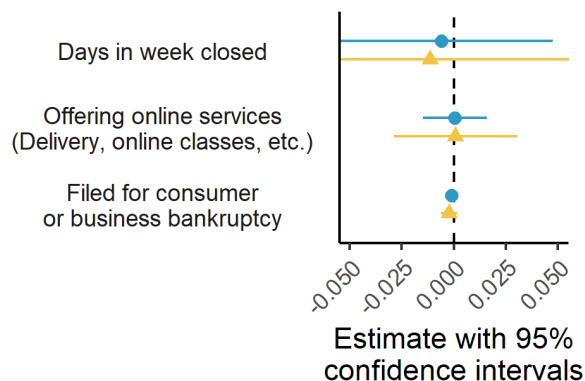 Days in week closed
Offering online services
(Delivery, online classes, etc.)
Filed for consumer
or business bankruptcy
-0.050
-0.025
0.000
0.025
0.050
Estimate with 95%
confidence intervals